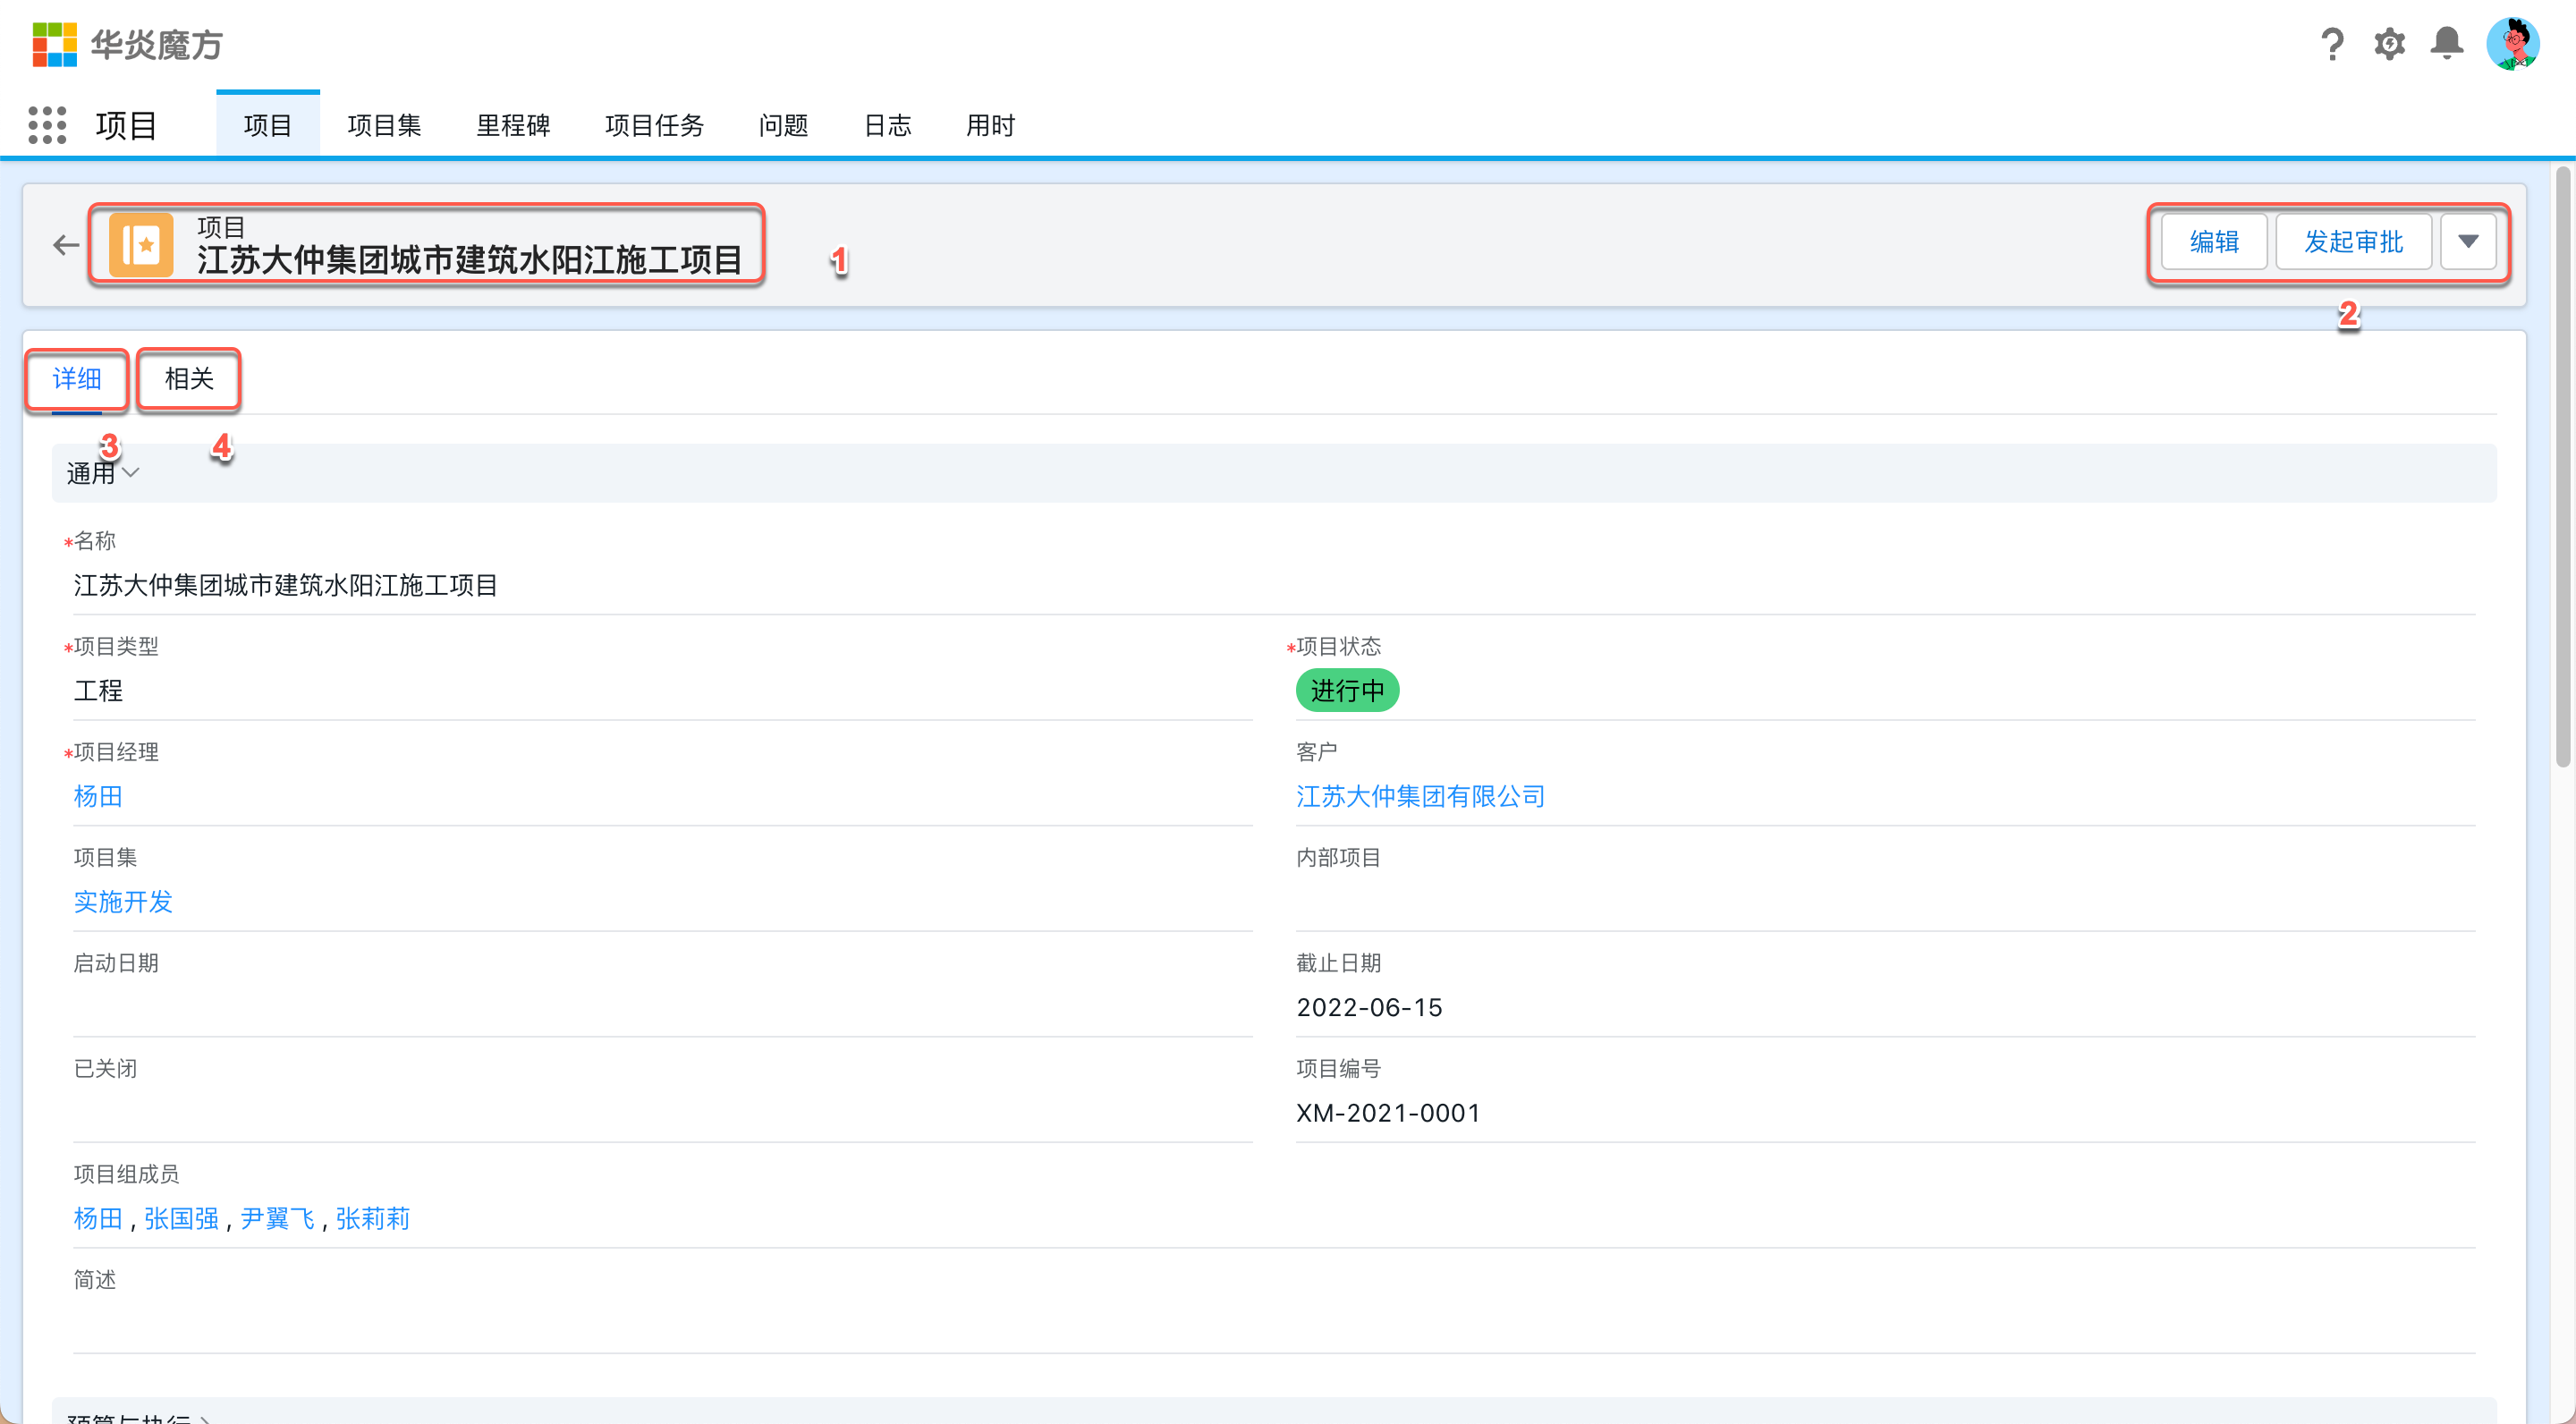 华炎魔方
项目
项目 项目集 里程碑 项目任务 问题 日志 用时
项目
江苏大仲集团城市建筑水阳江施工项目
1
编辑 发起审批
2
详细 相关
3 4
通用
*名称
江苏大仲集团城市建筑水阳江施工项目
*项目类型 *项目状态
工程 进行中
*项目经理 客户
杨田 江苏大仲集团有限公司
项目集 内部项目
实施开发
启动日期 截止日期
2022-06-15
已关闭 项目编号
XM-2021-0001
项目组成员
杨田 , 张国强 , 尹翼飞 , 张莉莉
简述
预算与执行